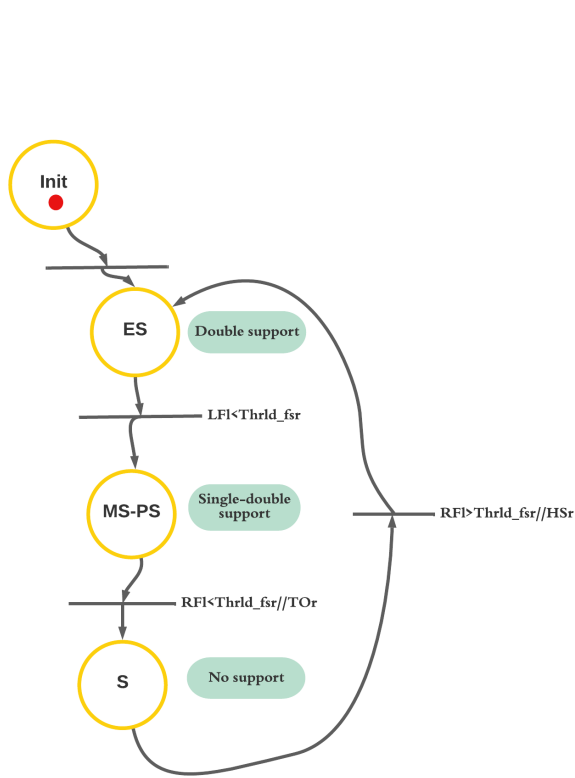 Init
ES
Double support
LFl<Thrld_fsr
MS-PS
Single-double
support
RFl>Thrld_fsr//HSr
RFl<Thrld_fsr//TOr
S
No support